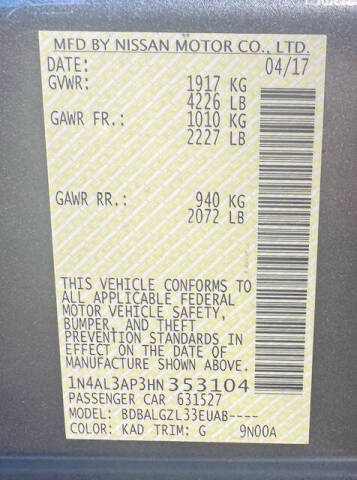 MFD BY NISSAN MOTOR CO., LTD.
DATE: 04/17
GVWR: 1917 KG
4226 LB
GAWR FR.: 1010 KG
2227 LB
GAWR RR.: 940 KG
2072 LB
THIS VEHICLE CONFORMS TO
ALL APPLICABLE FEDERAL
MOTOR VEHICLE SAFETY,
BUMPER, AND THEFT
PREVENTION STANDARDS IN
EFFECT ON THE DATE OF
MANUFACTURE SHOWN ABOVE.
1N4AL3AP3HN353104
PASSENGER CAR 631527
MODEL: BDBALGZL33EUAB----
COLOR: KAD TRIM: G 9N00A